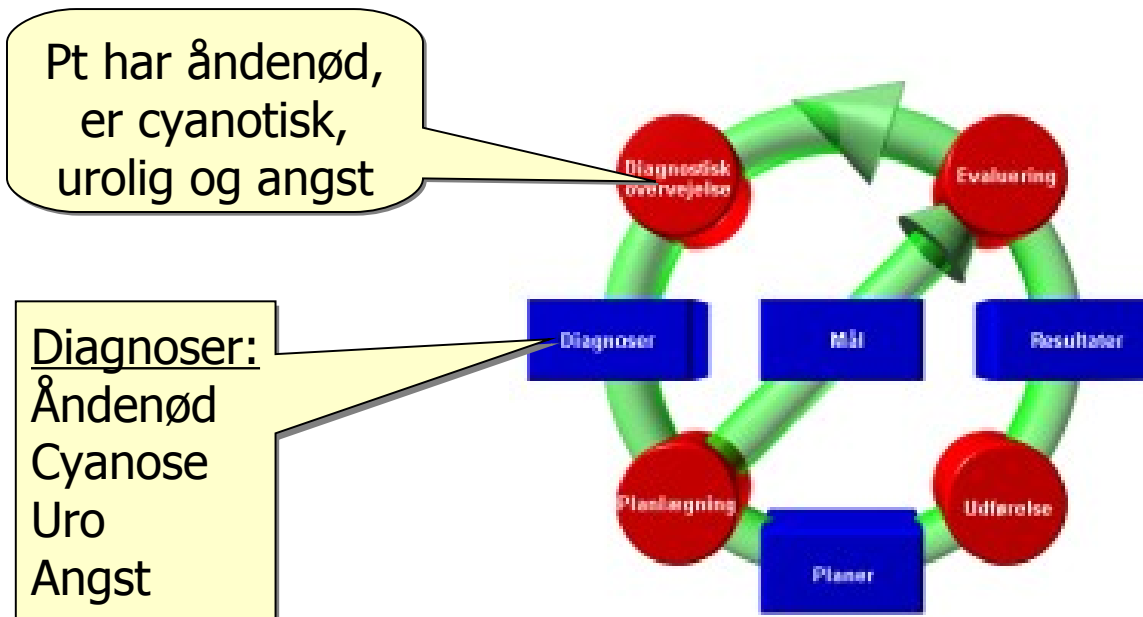 Pt har åndenød,
er cyanotisk,
urolig og angst
Diagnostisk
overvejelse
Evaluering
Diagnoser:
Åndenød
Cyanose
Uro
Angst
Diagnoser
Mål
Resultater
Planlægning
Udførelse
Planer